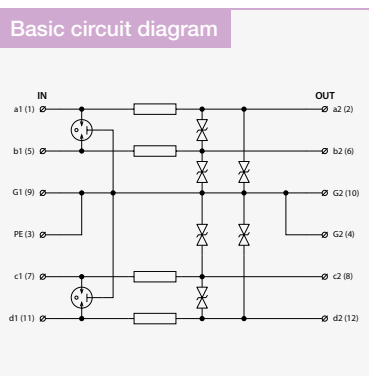 Basic circuit diagram
IN OUT
a1 (1) a2 (2)
b1 (5) b2 (6)
G1 (9) G2 (10)
PE (3) G2 (4)
c1 (7) c2 (8)
d1 (11) d2 (12)